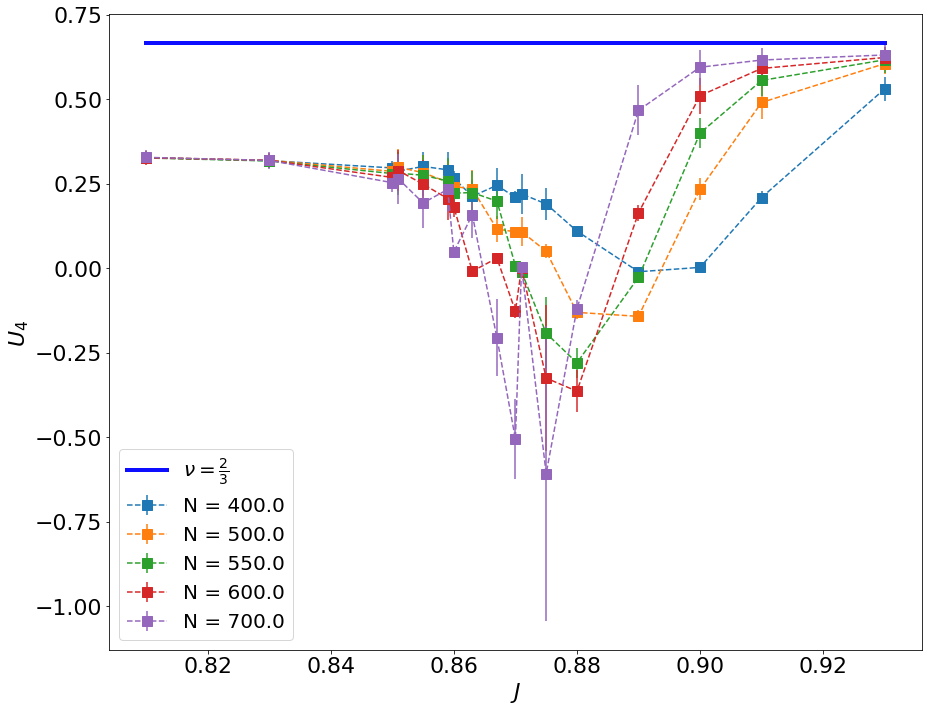 0.75
0.50
0.25
0.00
−0.25
−0.50
−0.75
−1.00
U₄
0.82 0.84 0.86 0.88 0.90 0.92
J
ν = 2/3
N = 400.0
N = 500.0
N = 550.0
N = 600.0
N = 700.0